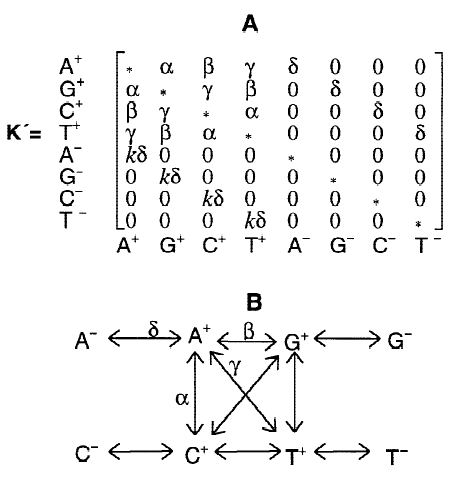 A
A⁺ * α β γ δ 0 0 0
G⁺ α * γ β 0 δ 0 0
C⁺ β γ * α 0 0 δ 0
K´= T⁺ γ β α * 0 0 0 δ
A⁻ kδ 0 0 0 * 0 0 0
G⁻ 0 kδ 0 0 0 * 0 0
C⁻ 0 0 kδ 0 0 0 * 0
T⁻ 0 0 0 kδ 0 0 0 *
A⁺ G⁺ C⁺ T⁺ A⁻ G⁻ C⁻ T⁻
B
A⁻ δ A⁺ β G⁺ G⁻
α γ
C⁻ C⁺ T⁺ T⁻